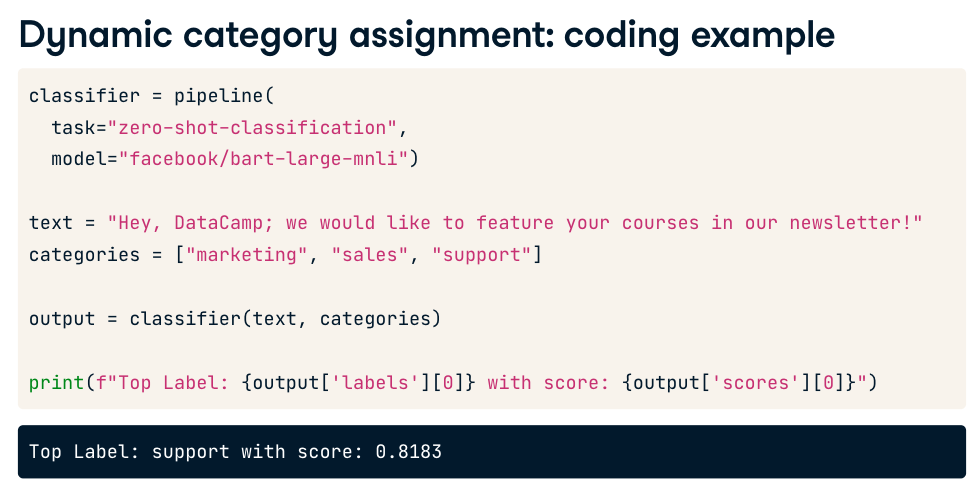 Dynamic category assignment: coding example
classifier = pipeline(
  task="zero-shot-classification",
  model="facebook/bart-large-mnli")
text = "Hey, DataCamp; we would like to feature your courses in our newsletter!"
categories = ["marketing", "sales", "support"]
output = classifier(text, categories)
print(f"Top Label: {output['labels'][0]} with score: {output['scores'][0]}")
Top Label: support with score: 0.8183